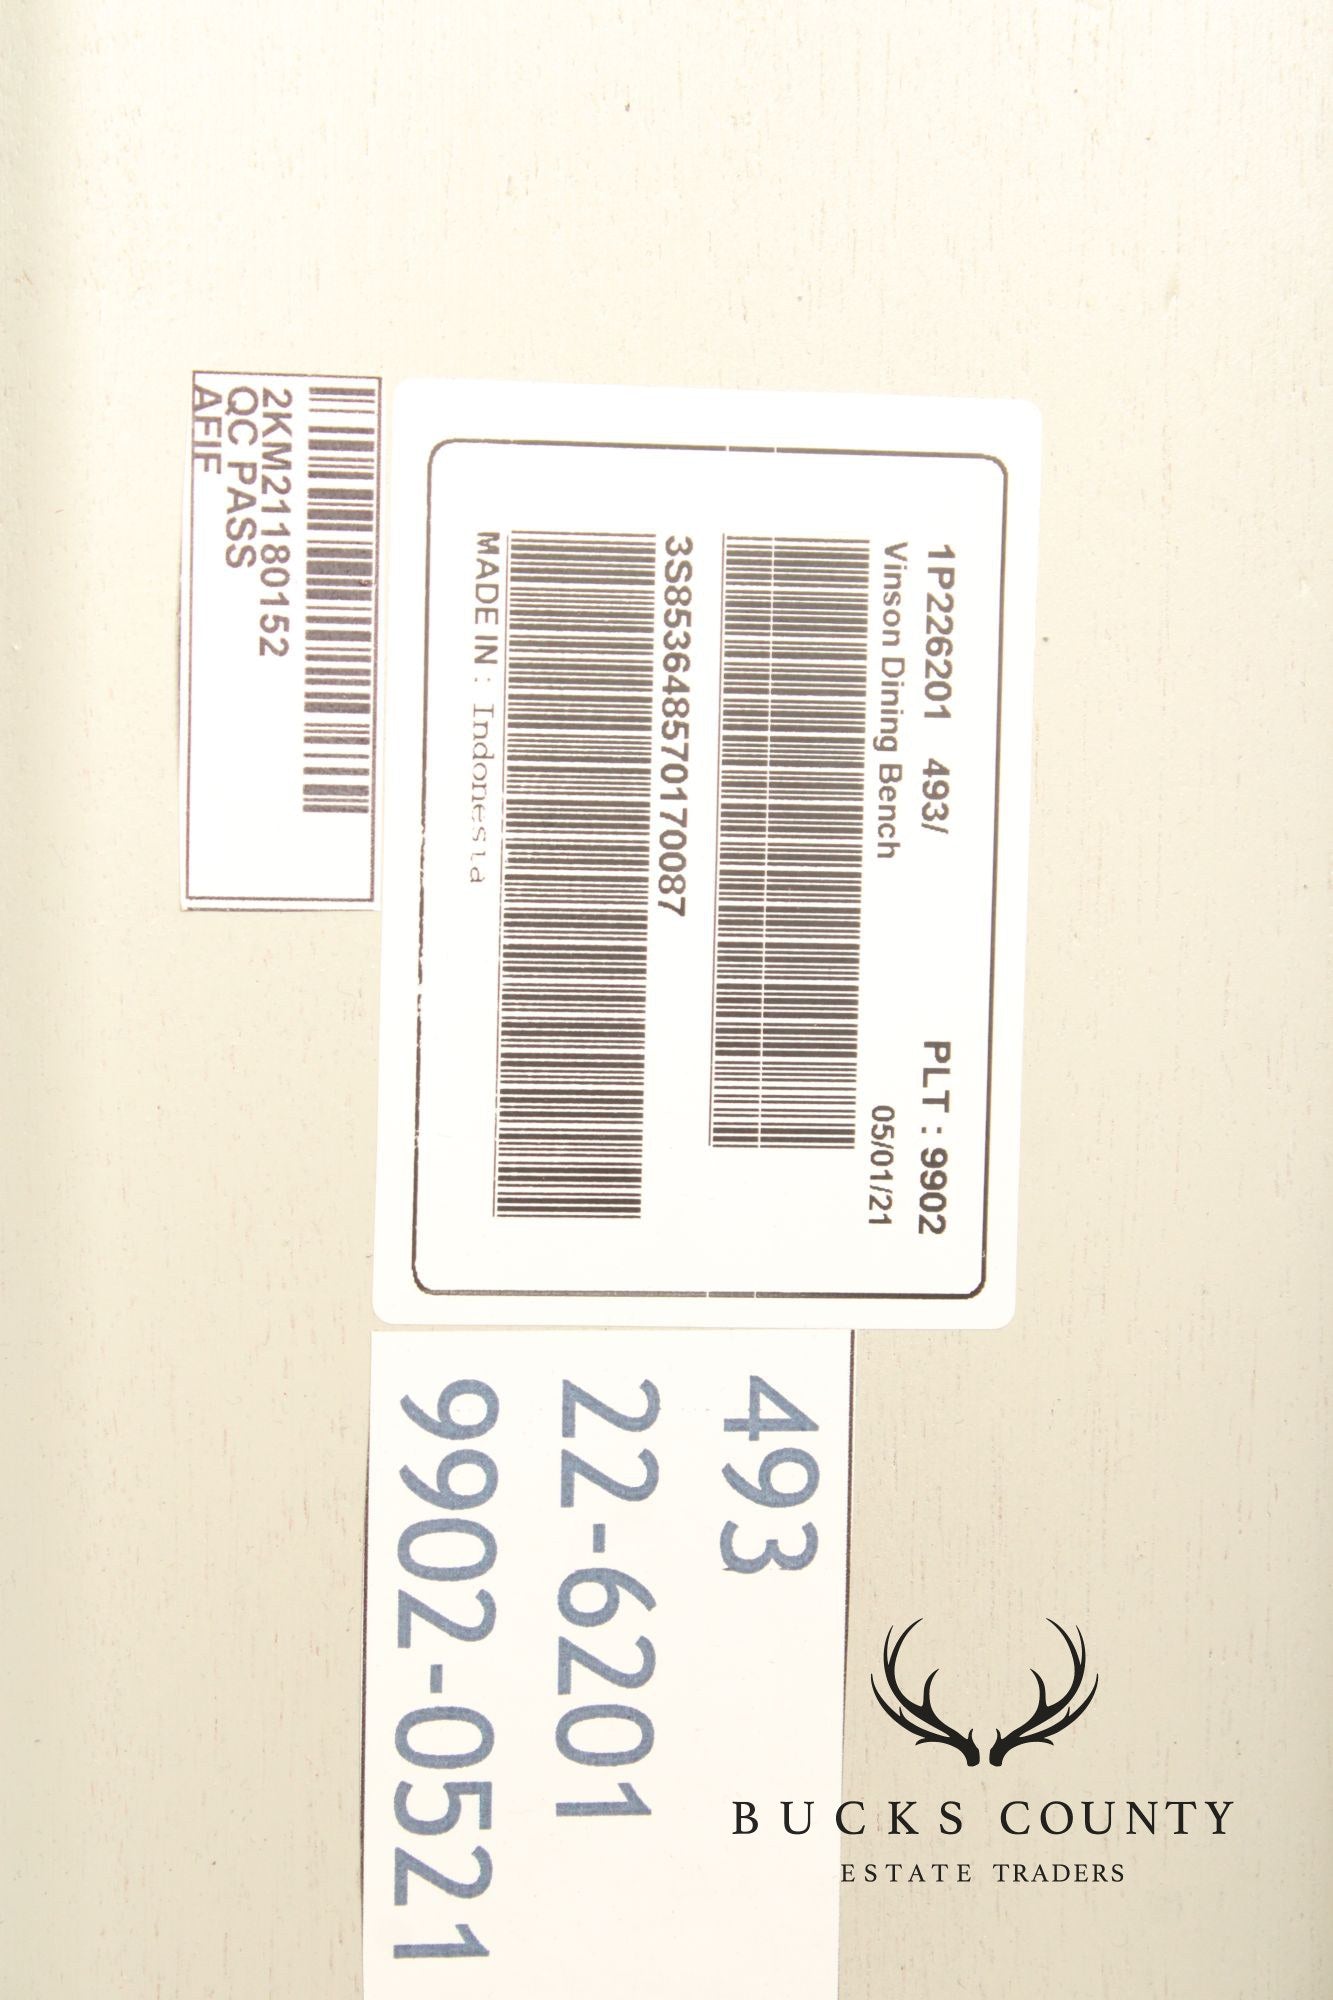 1P226201 493/ PLT : 9902
Vinson Dining Bench 05/01/21
3S853648570170087
MADE IN : Indonesia
2KM21180152
QC PASS
AFIF
493
22-6201
9902-0521
BUCKS COUNTY
ESTATE TRADERS